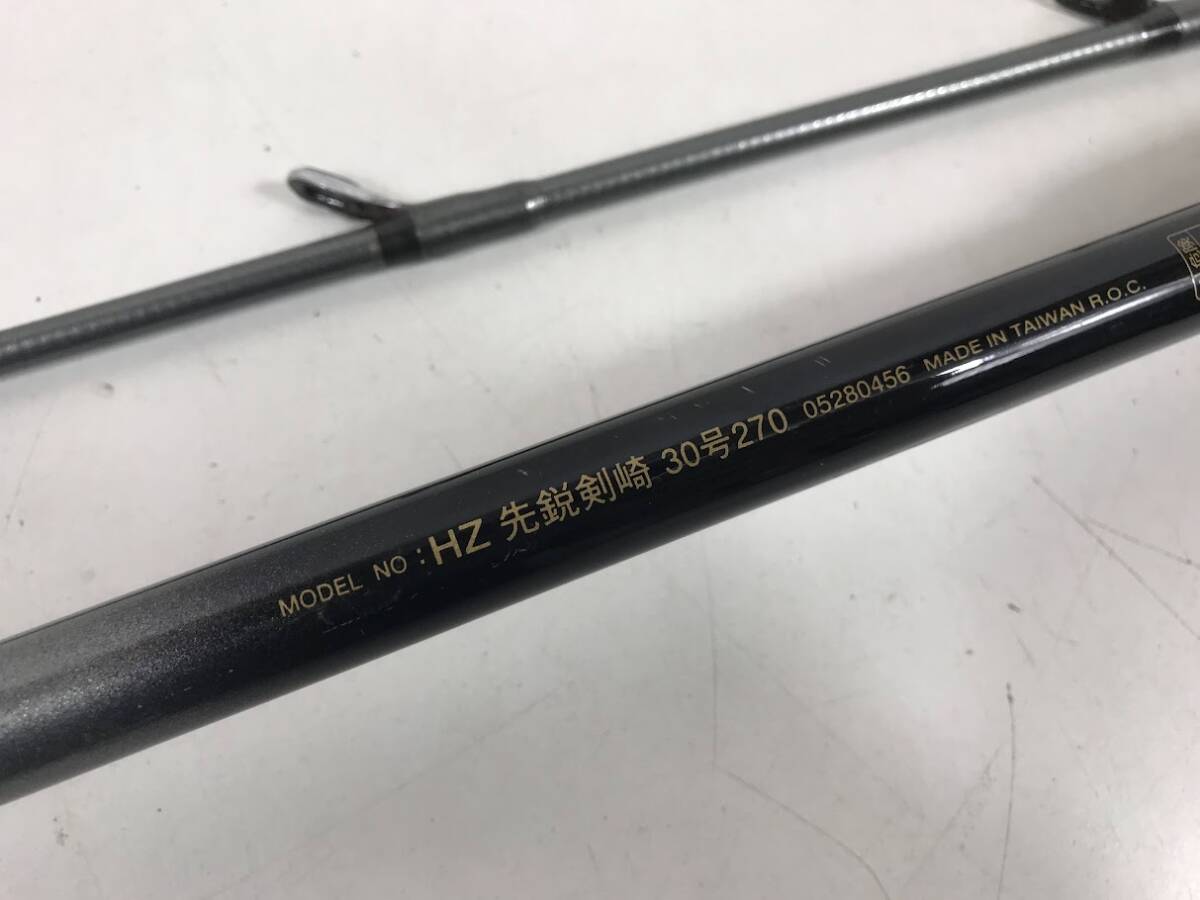 MODEL NO : HZ 先鋭剣崎 30号270 05280456 MADE IN TAIWAN R.O.C.